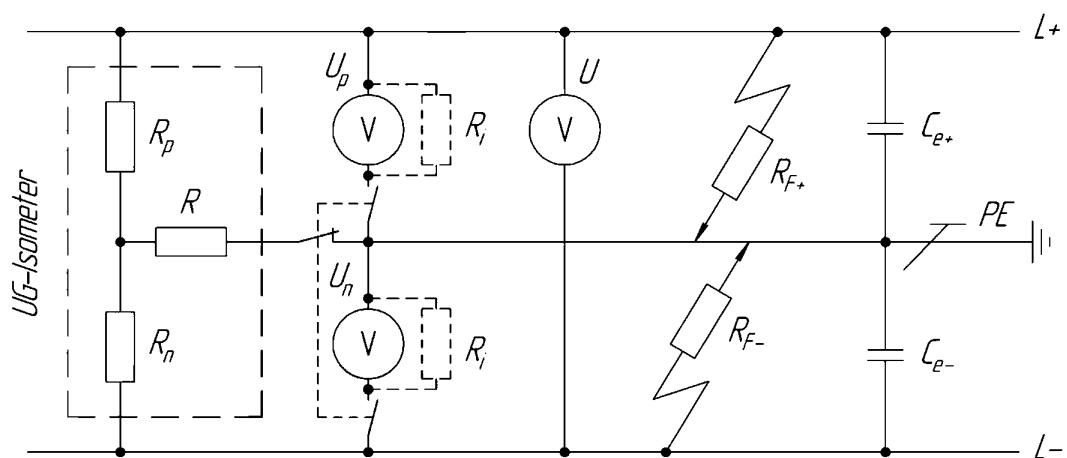 L+
U_p
U
V
R_i
V
R_p
C_e+
R_F+
R
PE
UG-Isometer
U_n
V
R_i
R_n
R_F-
C_e-
L-